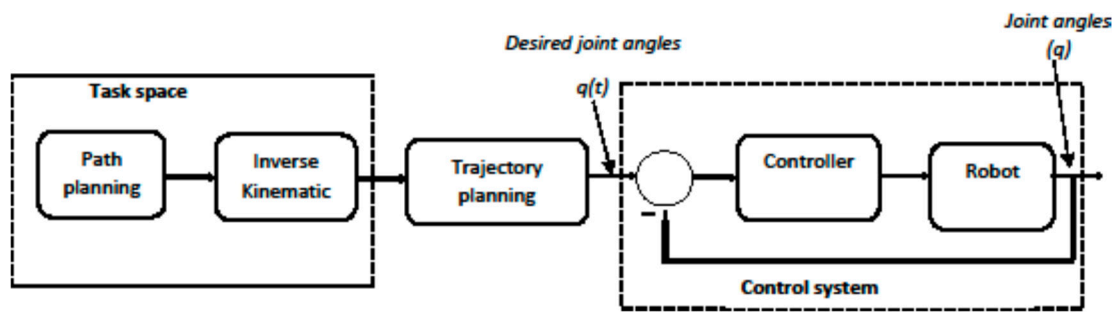 Desired joint angles
q(t)
Joint angles
(q)
Task space
Path
planning
Inverse
Kinematic
Trajectory
planning
Controller
Robot
–
Control system